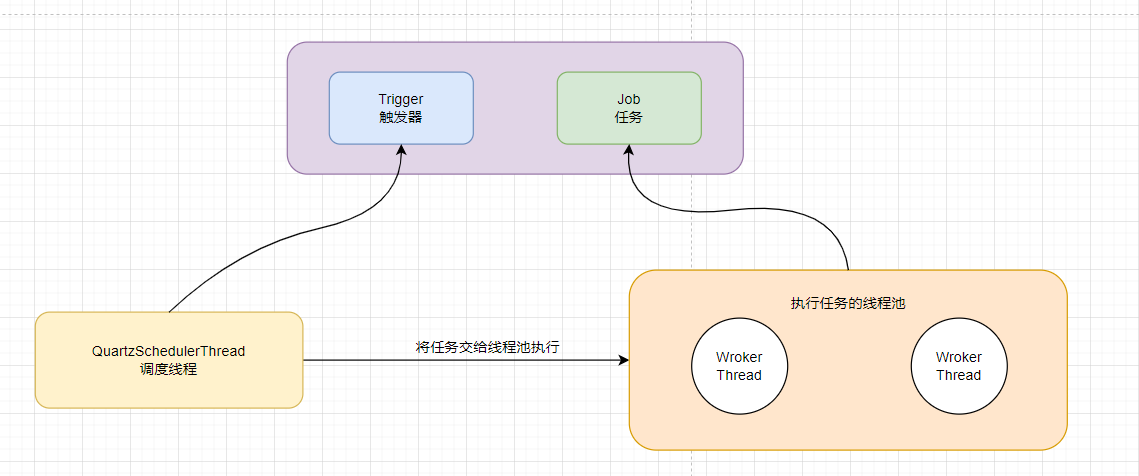 Trigger
触发器
Job
任务
执行任务的线程池
QuartzSchedulerThread
调度线程
将任务交给线程池执行
Wroker
Thread
Wroker
Thread